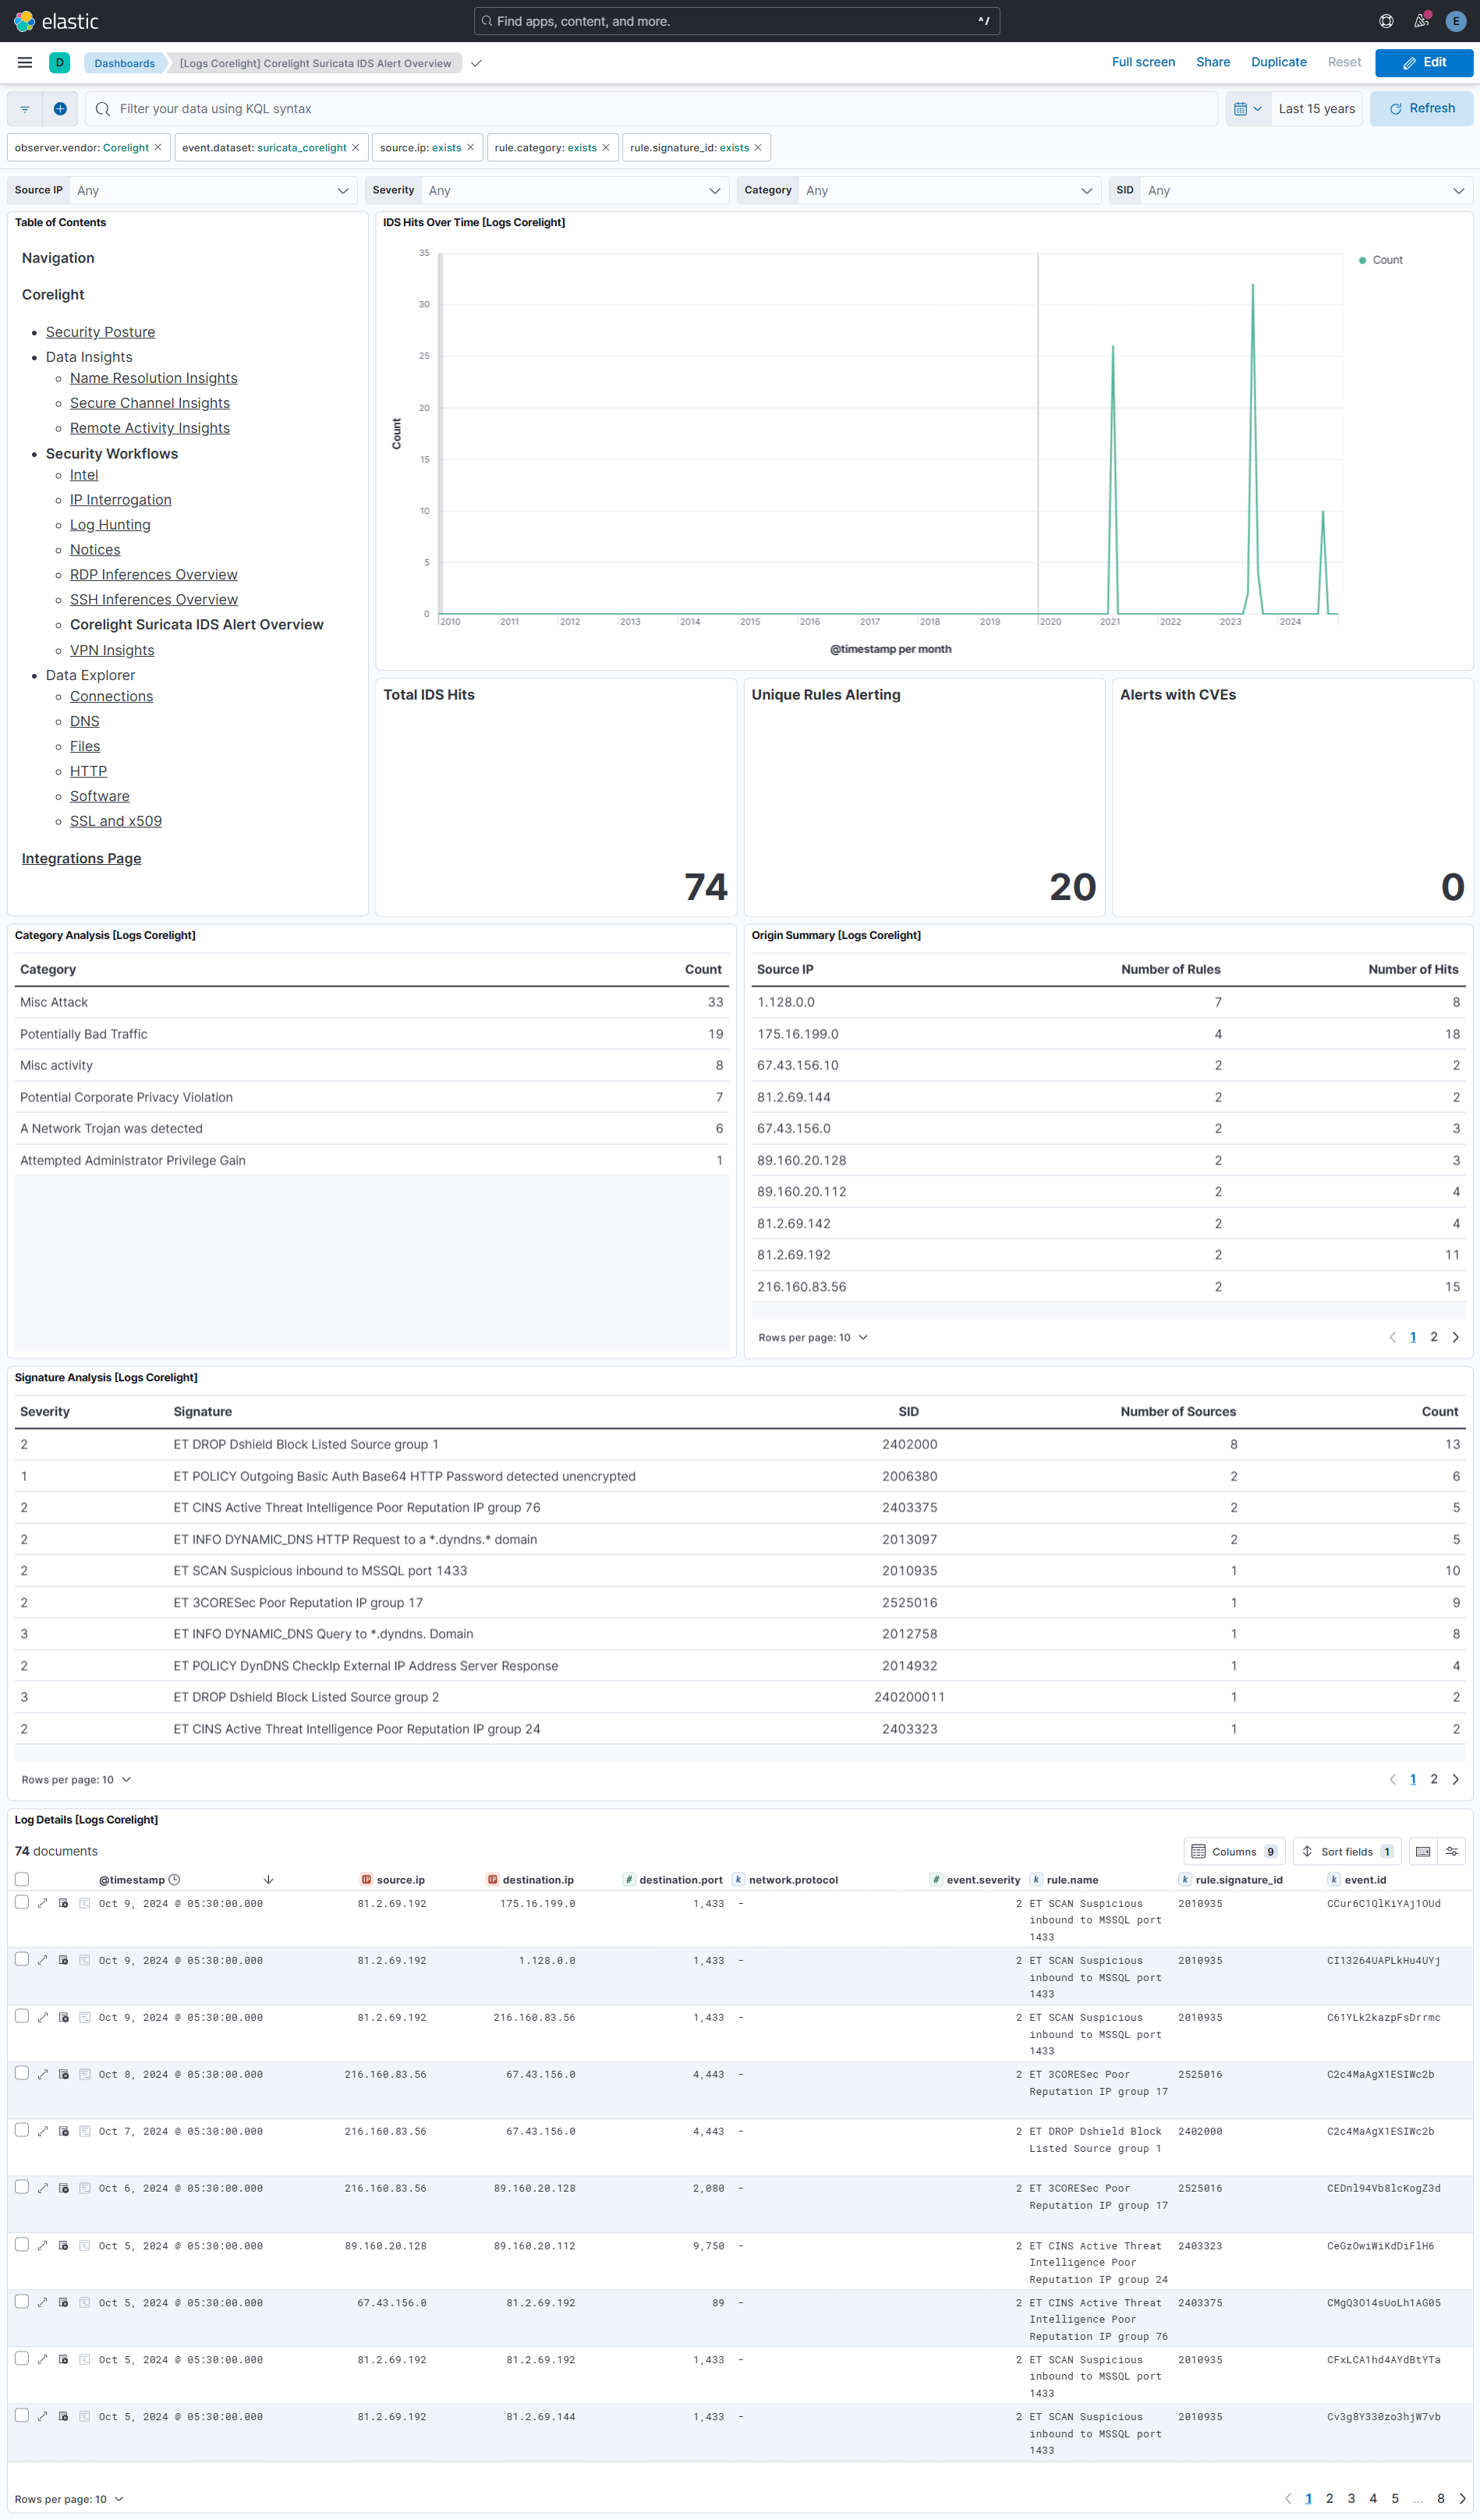 elastic
Find apps, content, and more.
^/
E
D
Dashboards
[Logs Corelight] Corelight Suricata IDS Alert Overview
Full screen
Share
Duplicate
Reset
Edit
Filter your data using KQL syntax
Last 15 years
Refresh
observer.vendor: Corelight
event.dataset: suricata_corelight
source.ip: exists
rule.category: exists
rule.signature_id: exists
Source IP Any
Severity Any
Category Any
SID Any
Table of Contents
Navigation
Corelight
Security Posture
Data Insights
Name Resolution Insights
Secure Channel Insights
Remote Activity Insights
Security Workflows
Intel
IP Interrogation
Log Hunting
Notices
RDP Inferences Overview
SSH Inferences Overview
Corelight Suricata IDS Alert Overview
VPN Insights
Data Explorer
Connections
DNS
Files
HTTP
Software
SSL and x509
Integrations Page
IDS Hits Over Time [Logs Corelight]
35
30
25
20
15
10
5
0
Count
2010 2011 2012 2013 2014 2015 2016 2017 2018 2019 2020 2021 2022 2023 2024
@timestamp per month
Count
Total IDS Hits
74
Unique Rules Alerting
20
Alerts with CVEs
0
Category Analysis [Logs Corelight]
Category Count
Misc Attack 33
Potentially Bad Traffic 19
Misc activity 8
Potential Corporate Privacy Violation 7
A Network Trojan was detected 6
Attempted Administrator Privilege Gain 1
Origin Summary [Logs Corelight]
Source IP Number of Rules Number of Hits
1.128.0.0 7 8
175.16.199.0 4 18
67.43.156.10 2 2
81.2.69.144 2 2
67.43.156.0 2 3
89.160.20.128 2 3
89.160.20.112 2 4
81.2.69.142 2 4
81.2.69.192 2 11
216.160.83.56 2 15
Rows per page: 10
1 2
Signature Analysis [Logs Corelight]
Severity Signature SID Number of Sources Count
2 ET DROP Dshield Block Listed Source group 1 2402000 8 13
1 ET POLICY Outgoing Basic Auth Base64 HTTP Password detected unencrypted 2006380 2 6
2 ET CINS Active Threat Intelligence Poor Reputation IP group 76 2403375 2 5
2 ET INFO DYNAMIC_DNS HTTP Request to a *.dyndns.* domain 2013097 2 5
2 ET SCAN Suspicious inbound to MSSQL port 1433 2010935 1 10
2 ET 3CORESec Poor Reputation IP group 17 2525016 1 9
3 ET INFO DYNAMIC_DNS Query to *.dyndns. Domain 2012758 1 8
2 ET POLICY DynDNS CheckIp External IP Address Server Response 2014932 1 4
3 ET DROP Dshield Block Listed Source group 2 240200011 1 2
2 ET CINS Active Threat Intelligence Poor Reputation IP group 24 2403323 1 2
Rows per page: 10
1 2
Log Details [Logs Corelight]
74 documents
Columns 9
Sort fields 1
@timestamp source.ip destination.ip destination.port network.protocol event.severity rule.name rule.signature_id event.id
Oct 9, 2024 @ 05:30:00.000 81.2.69.192 175.16.199.0 1,433 - 2 ET SCAN Suspicious 2010935 CCur6C1QlKiYAj1OUd
inbound to MSSQL port
1433
Oct 9, 2024 @ 05:30:00.000 81.2.69.192 1.128.0.0 1,433 - 2 ET SCAN Suspicious 2010935 CI13264UAPLkHu4UYj
inbound to MSSQL port
1433
Oct 9, 2024 @ 05:30:00.000 81.2.69.192 216.160.83.56 1,433 - 2 ET SCAN Suspicious 2010935 C61YLk2kazpFsDrrmc
inbound to MSSQL port
1433
Oct 8, 2024 @ 05:30:00.000 216.160.83.56 67.43.156.0 4,443 - 2 ET 3CORESec Poor 2525016 C2c4MaAgX1ESIWc2b
Reputation IP group 17
Oct 7, 2024 @ 05:30:00.000 216.160.83.56 67.43.156.0 4,443 - 2 ET DROP Dshield Block 2402000 C2c4MaAgX1ESIWc2b
Listed Source group 1
Oct 6, 2024 @ 05:30:00.000 216.160.83.56 89.160.20.128 2,080 - 2 ET 3CORESec Poor 2525016 CEDnl94Vb8lcKogZ3d
Reputation IP group 17
Oct 5, 2024 @ 05:30:00.000 89.160.20.128 89.160.20.112 9,750 - 2 ET CINS Active Threat 2403323 CeGzOwiWiKdDiFlH6
Intelligence Poor
Reputation IP group 24
Oct 5, 2024 @ 05:30:00.000 67.43.156.0 81.2.69.192 89 - 2 ET CINS Active Threat 2403375 CMgQ3O14sUoLh1AG05
Intelligence Poor
Reputation IP group 76
Oct 5, 2024 @ 05:30:00.000 81.2.69.192 81.2.69.192 1,433 - 2 ET SCAN Suspicious 2010935 CFxLCA1hd4AYdBtYTa
inbound to MSSQL port
1433
Oct 5, 2024 @ 05:30:00.000 81.2.69.192 81.2.69.144 1,433 - 2 ET SCAN Suspicious 2010935 Cv3g8Y330zo3hjW7vb
inbound to MSSQL port
1433
Rows per page: 10
1 2 3 4 5 ... 8